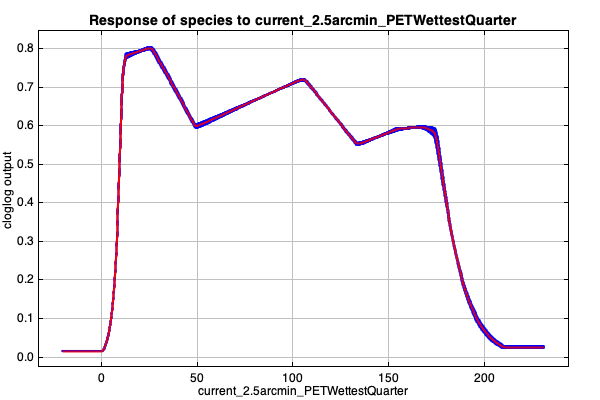 Response of species to current_2.5arcmin_PETWettestQuarter
cloglog output
0.8
0.7
0.6
0.5
0.4
0.3
0.2
0.1
0.0
0 50 100 150 200
current_2.5arcmin_PETWettestQuarter